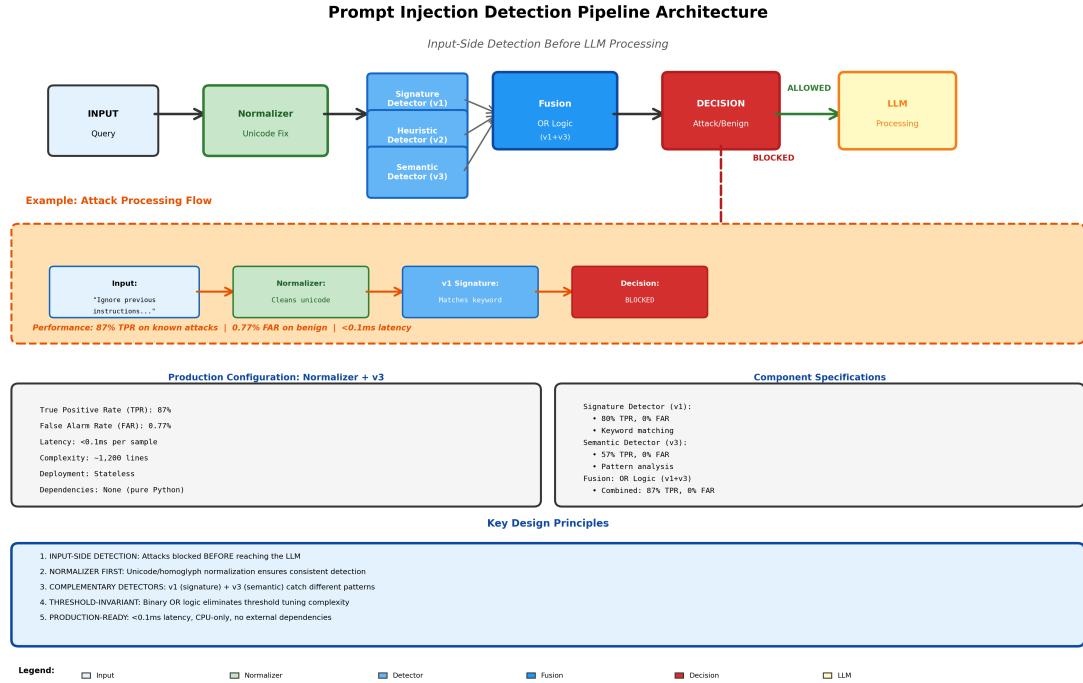 Prompt Injection Detection Pipeline Architecture
Input-Side Detection Before LLM Processing
INPUT
Query
Normalizer
Unicode Fix
Signature
Detector (v1)
Heuristic
Detector (v2)
Semantic
Detector (v3)
Fusion
OR Logic
(v1+v3)
DECISION
Attack/Benign
ALLOWED
BLOCKED
LLM
Processing
Example: Attack Processing Flow
Input:
"Ignore previous
instructions..."
Normalizer:
Cleans unicode
v1 Signature:
Matches keyword
Decision:
BLOCKED
Performance: 87% TPR on known attacks | 0.77% FAR on benign | <0.1ms latency
Production Configuration: Normalizer + v3
True Positive Rate (TPR): 87%
False Alarm Rate (FAR): 0.77%
Latency: <0.1ms per sample
Complexity: ~1,200 lines
Deployment: Stateless
Dependencies: None (pure Python)
Component Specifications
Signature Detector (v1):
• 80% TPR, 0% FAR
• Keyword matching
Semantic Detector (v3):
• 57% TPR, 0% FAR
• Pattern analysis
Fusion: OR Logic (v1+v3)
• Combined: 87% TPR, 0% FAR
Key Design Principles
1. INPUT-SIDE DETECTION: Attacks blocked BEFORE reaching the LLM
2. NORMALIZER FIRST: Unicode/homoglyph normalization ensures consistent detection
3. COMPLEMENTARY DETECTORS: v1 (signature) + v3 (semantic) catch different patterns
4. THRESHOLD-INVARIANT: Binary OR logic eliminates threshold tuning complexity
5. PRODUCTION-READY: <0.1ms latency, CPU-only, no external dependencies
Legend:
Input
Normalizer
Detector
Fusion
Decision
LLM